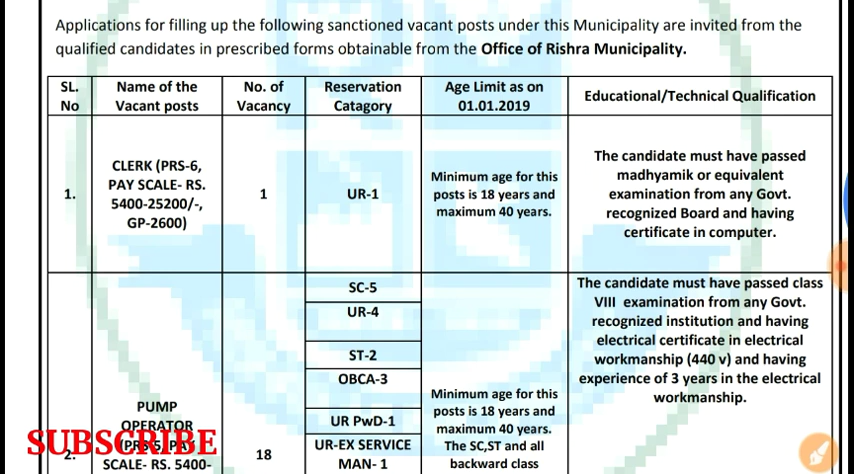 Applications for filling up the following sanctioned vacant posts under this Municipality are invited from the
qualified candidates in prescribed forms obtainable from the Office of Rishra Municipality.
SL. No
Name of the Vacant posts
No. of Vacancy
Reservation Catagory
Age Limit as on 01.01.2019
Educational/Technical Qualification
1.
CLERK (PRS-6,
PAY SCALE- RS.
5400-25200/-,
GP-2600)
1
UR-1
Minimum age for this
posts is 18 years and
maximum 40 years.
The candidate must have passed
madhyamik or equivalent
examination from any Govt.
recognized Board and having
certificate in computer.
2.
PUMP
OPERATOR
SCALE- RS. 5400-
18
SC-5
UR-4
ST-2
OBCA-3
UR PwD-1
UR-EX SERVICE
MAN- 1
Minimum age for this
posts is 18 years and
maximum 40 years.
The SC,ST and all
backward class
The candidate must have passed class
VIII examination from any Govt.
recognized institution and having
electrical certificate in electrical
workmanship (440 v) and having
experience of 3 years in the electrical
workmanship.
SUBSCRIBE